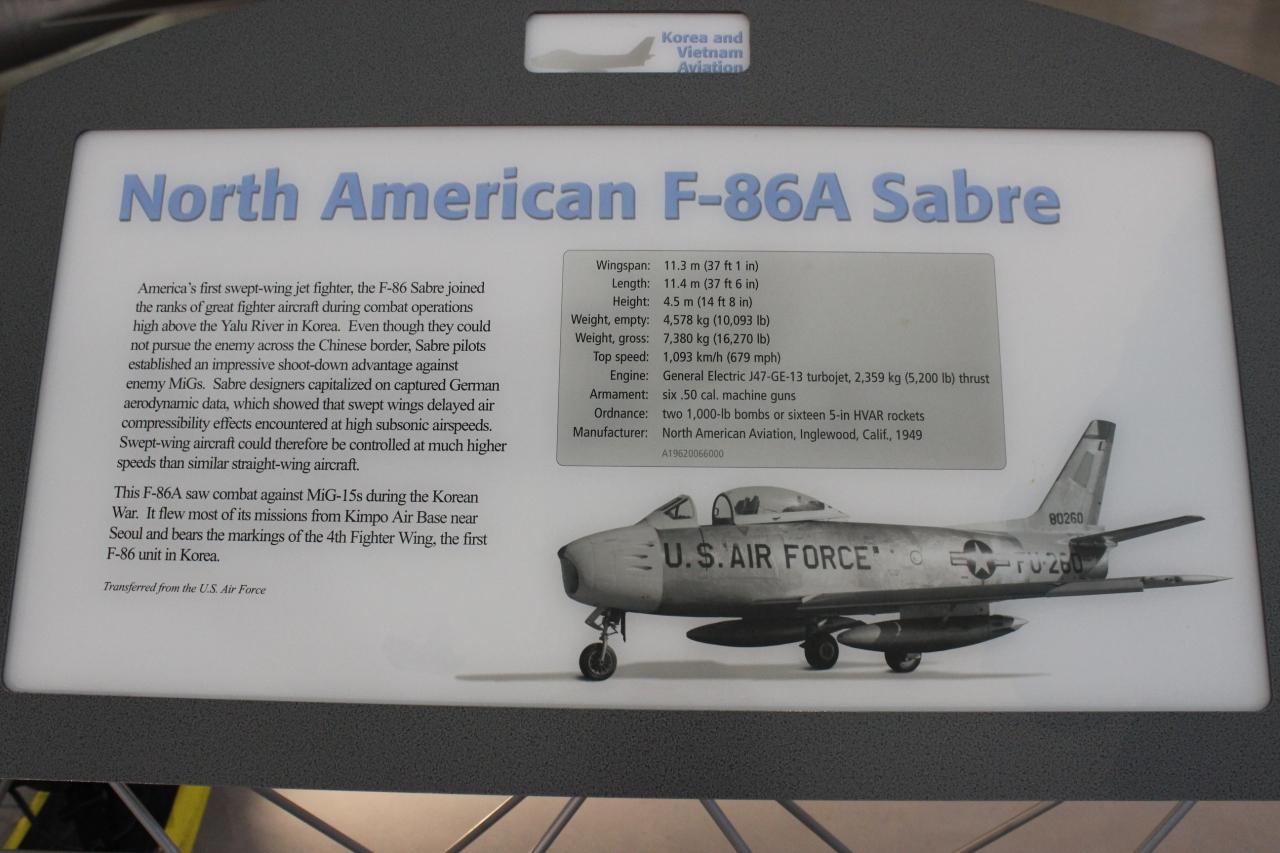 Korea and
Vietnam
Aviation
North American F-86A Sabre
America's first swept-wing jet fighter, the F-86 Sabre joined
the ranks of great fighter aircraft during combat operations
high above the Yalu River in Korea. Even though they could
not pursue the enemy across the Chinese border, Sabre pilots
established an impressive shoot-down advantage against
enemy MiGs. Sabre designers capitalized on captured German
aerodynamic data, which showed that swept wings delayed air
compressibility effects encountered at high subsonic airspeeds.
Swept-wing aircraft could therefore be controlled at much higher
speeds than similar straight-wing aircraft.
This F-86A saw combat against MiG-15s during the Korean
War. It flew most of its missions from Kimpo Air Base near
Seoul and bears the markings of the 4th Fighter Wing, the first
F-86 unit in Korea.
Transferred from the U.S. Air Force
Wingspan: 11.3 m (37 ft 1 in)
Length: 11.4 m (37 ft 6 in)
Height: 4.5 m (14 ft 8 in)
Weight, empty: 4,578 kg (10,093 lb)
Weight, gross: 7,380 kg (16,270 lb)
Top speed: 1,093 km/h (679 mph)
Engine: General Electric J47-GE-13 turbojet, 2,359 kg (5,200 lb) thrust
Armament: six .50 cal. machine guns
Ordnance: two 1,000-lb bombs or sixteen 5-in HVAR rockets
Manufacturer: North American Aviation, Inglewood, Calif., 1949
A19620066000
80260
U.S. AIR FORCE
FU-260